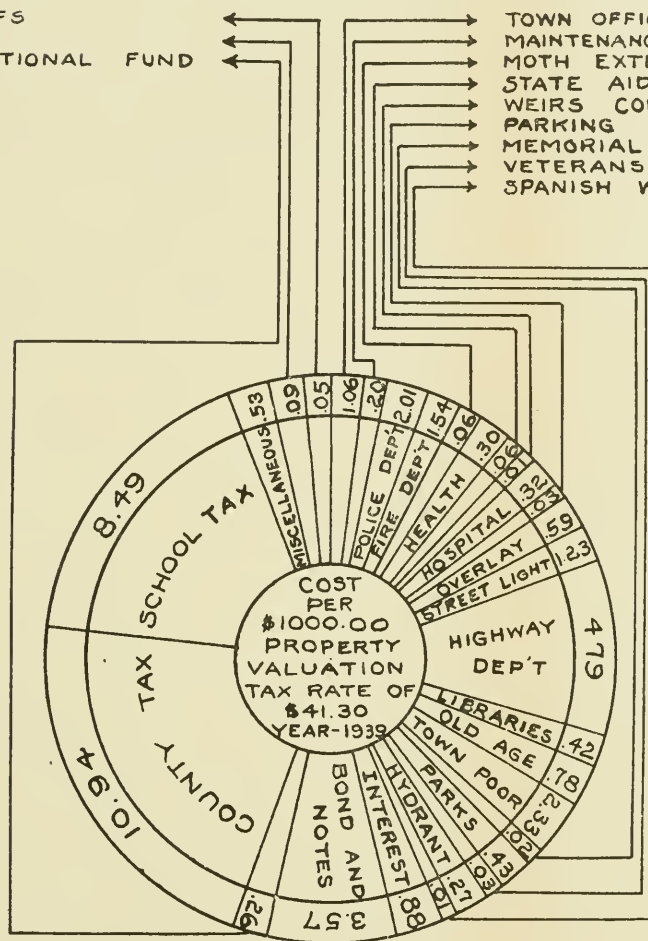 FS
TIONAL FUND
TOWN OFFIC
MAINTENANC
MOTH EXTE
STATE AID
WEIRS CO
PARKING
MEMORIAL
VETERANS
SPANISH W
COST
PER
$1000.00
PROPERTY
VALUATION
TAX RATE OF
$41.30
YEAR-1939
1.06
.20
POLICE DEP'T 2.01
FIRE DEP'T 1.54
.06
HEALTH .30
.06
HOSPITAL .32
.03
OVERLAY .59
STREET LIGHT 1.23
HIGHWAY
DEP'T
4.79
LIBRARIES .42
OLD AGE .78
TOWN POOR 2.33
.02
PARKS .43
.03
HYDRANT .27
.01
INTEREST .88
BOND AND
NOTES
3.57
.26
COUNTY TAX
10.94
SCHOOL TAX
8.49
MISCELLANEOUS .53
.09
.05